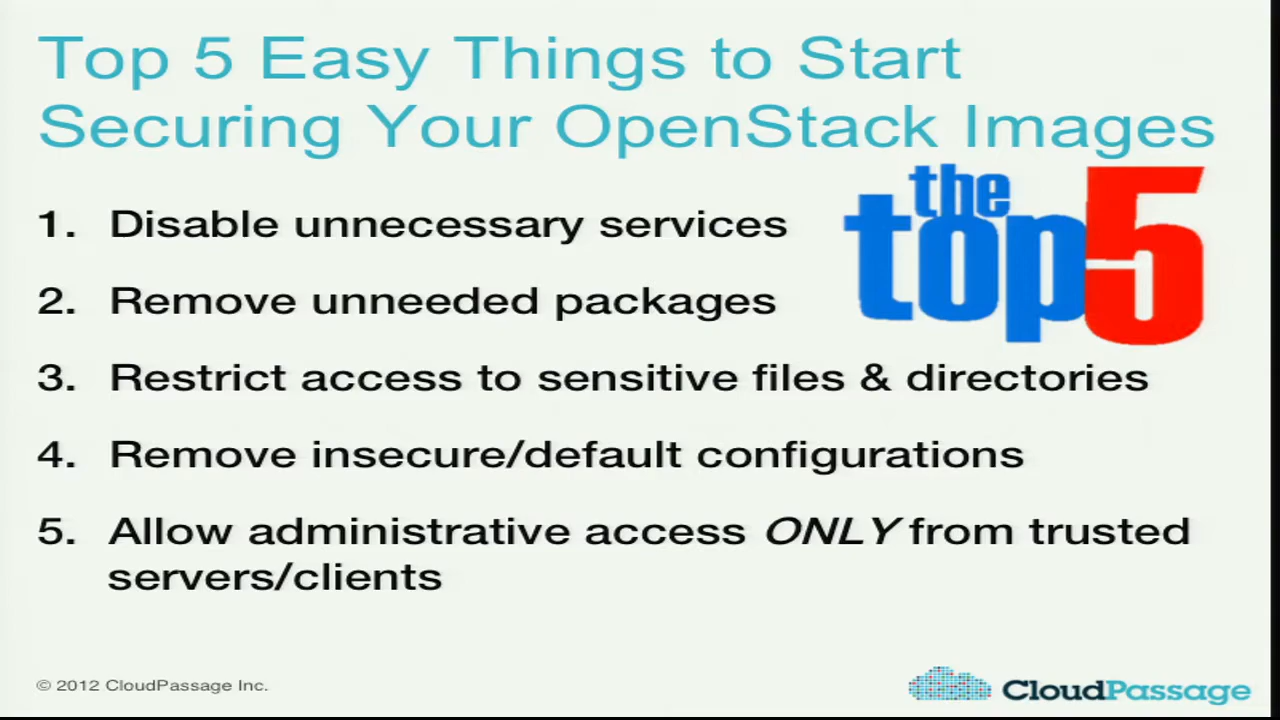 Top 5 Easy Things to Start
Securing Your OpenStack Images
the
top5
1. Disable unnecessary services
2. Remove unneeded packages
3. Restrict access to sensitive files & directories
4. Remove insecure/default configurations
5. Allow administrative access ONLY from trusted
servers/clients
© 2012 CloudPassage Inc.
CloudPassage